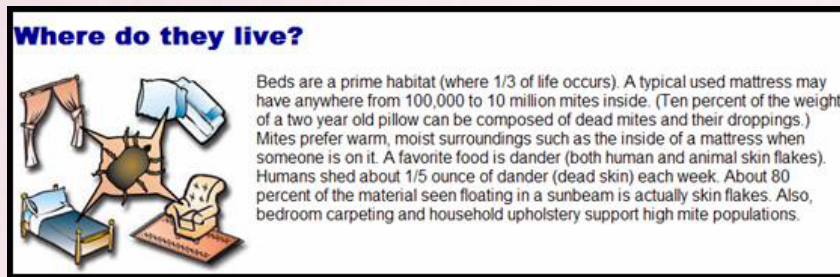 Where do they live?
Beds are a prime habitat (where 1/3 of life occurs). A typical used mattress may
have anywhere from 100,000 to 10 million mites inside. (Ten percent of the weight
of a two year old pillow can be composed of dead mites and their droppings.)
Mites prefer warm, moist surroundings such as the inside of a mattress when
someone is on it. A favorite food is dander (both human and animal skin flakes).
Humans shed about 1/5 ounce of dander (dead skin) each week. About 80
percent of the material seen floating in a sunbeam is actually skin flakes. Also,
bedroom carpeting and household upholstery support high mite populations.